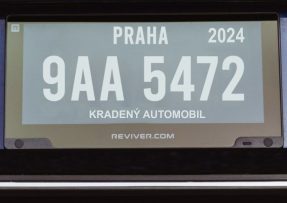 PRAHA 2024
9AA 5472
KRADENÝ AUTOMOBIL
REVIVER.COM